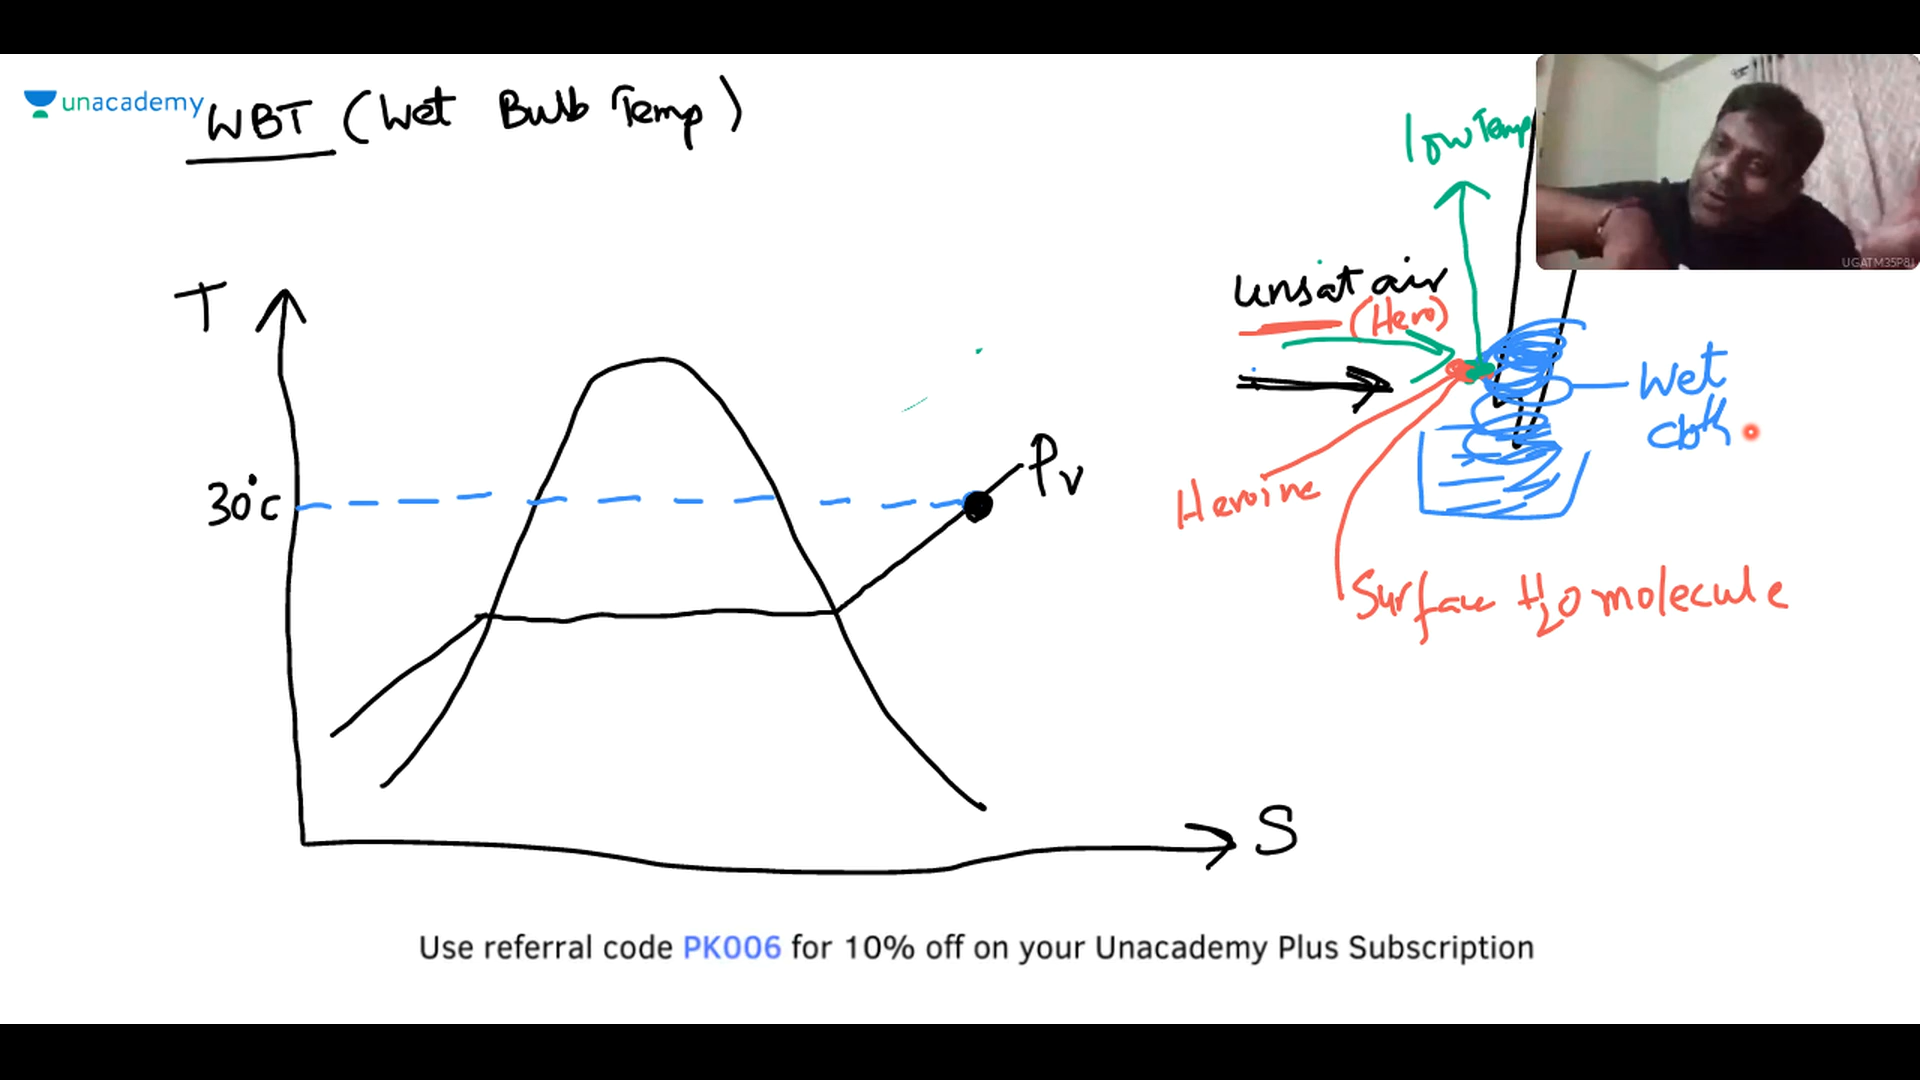 unacademy
WBT (Wet Bulb Temp)
low Temp
unsat air
(Hero)
Wet
cloth
Heroine
Surface H2O molecule
T
30°C
Pv
S
Use referral code PK006 for 10% off on your Unacademy Plus Subscription
UGATM35P8I